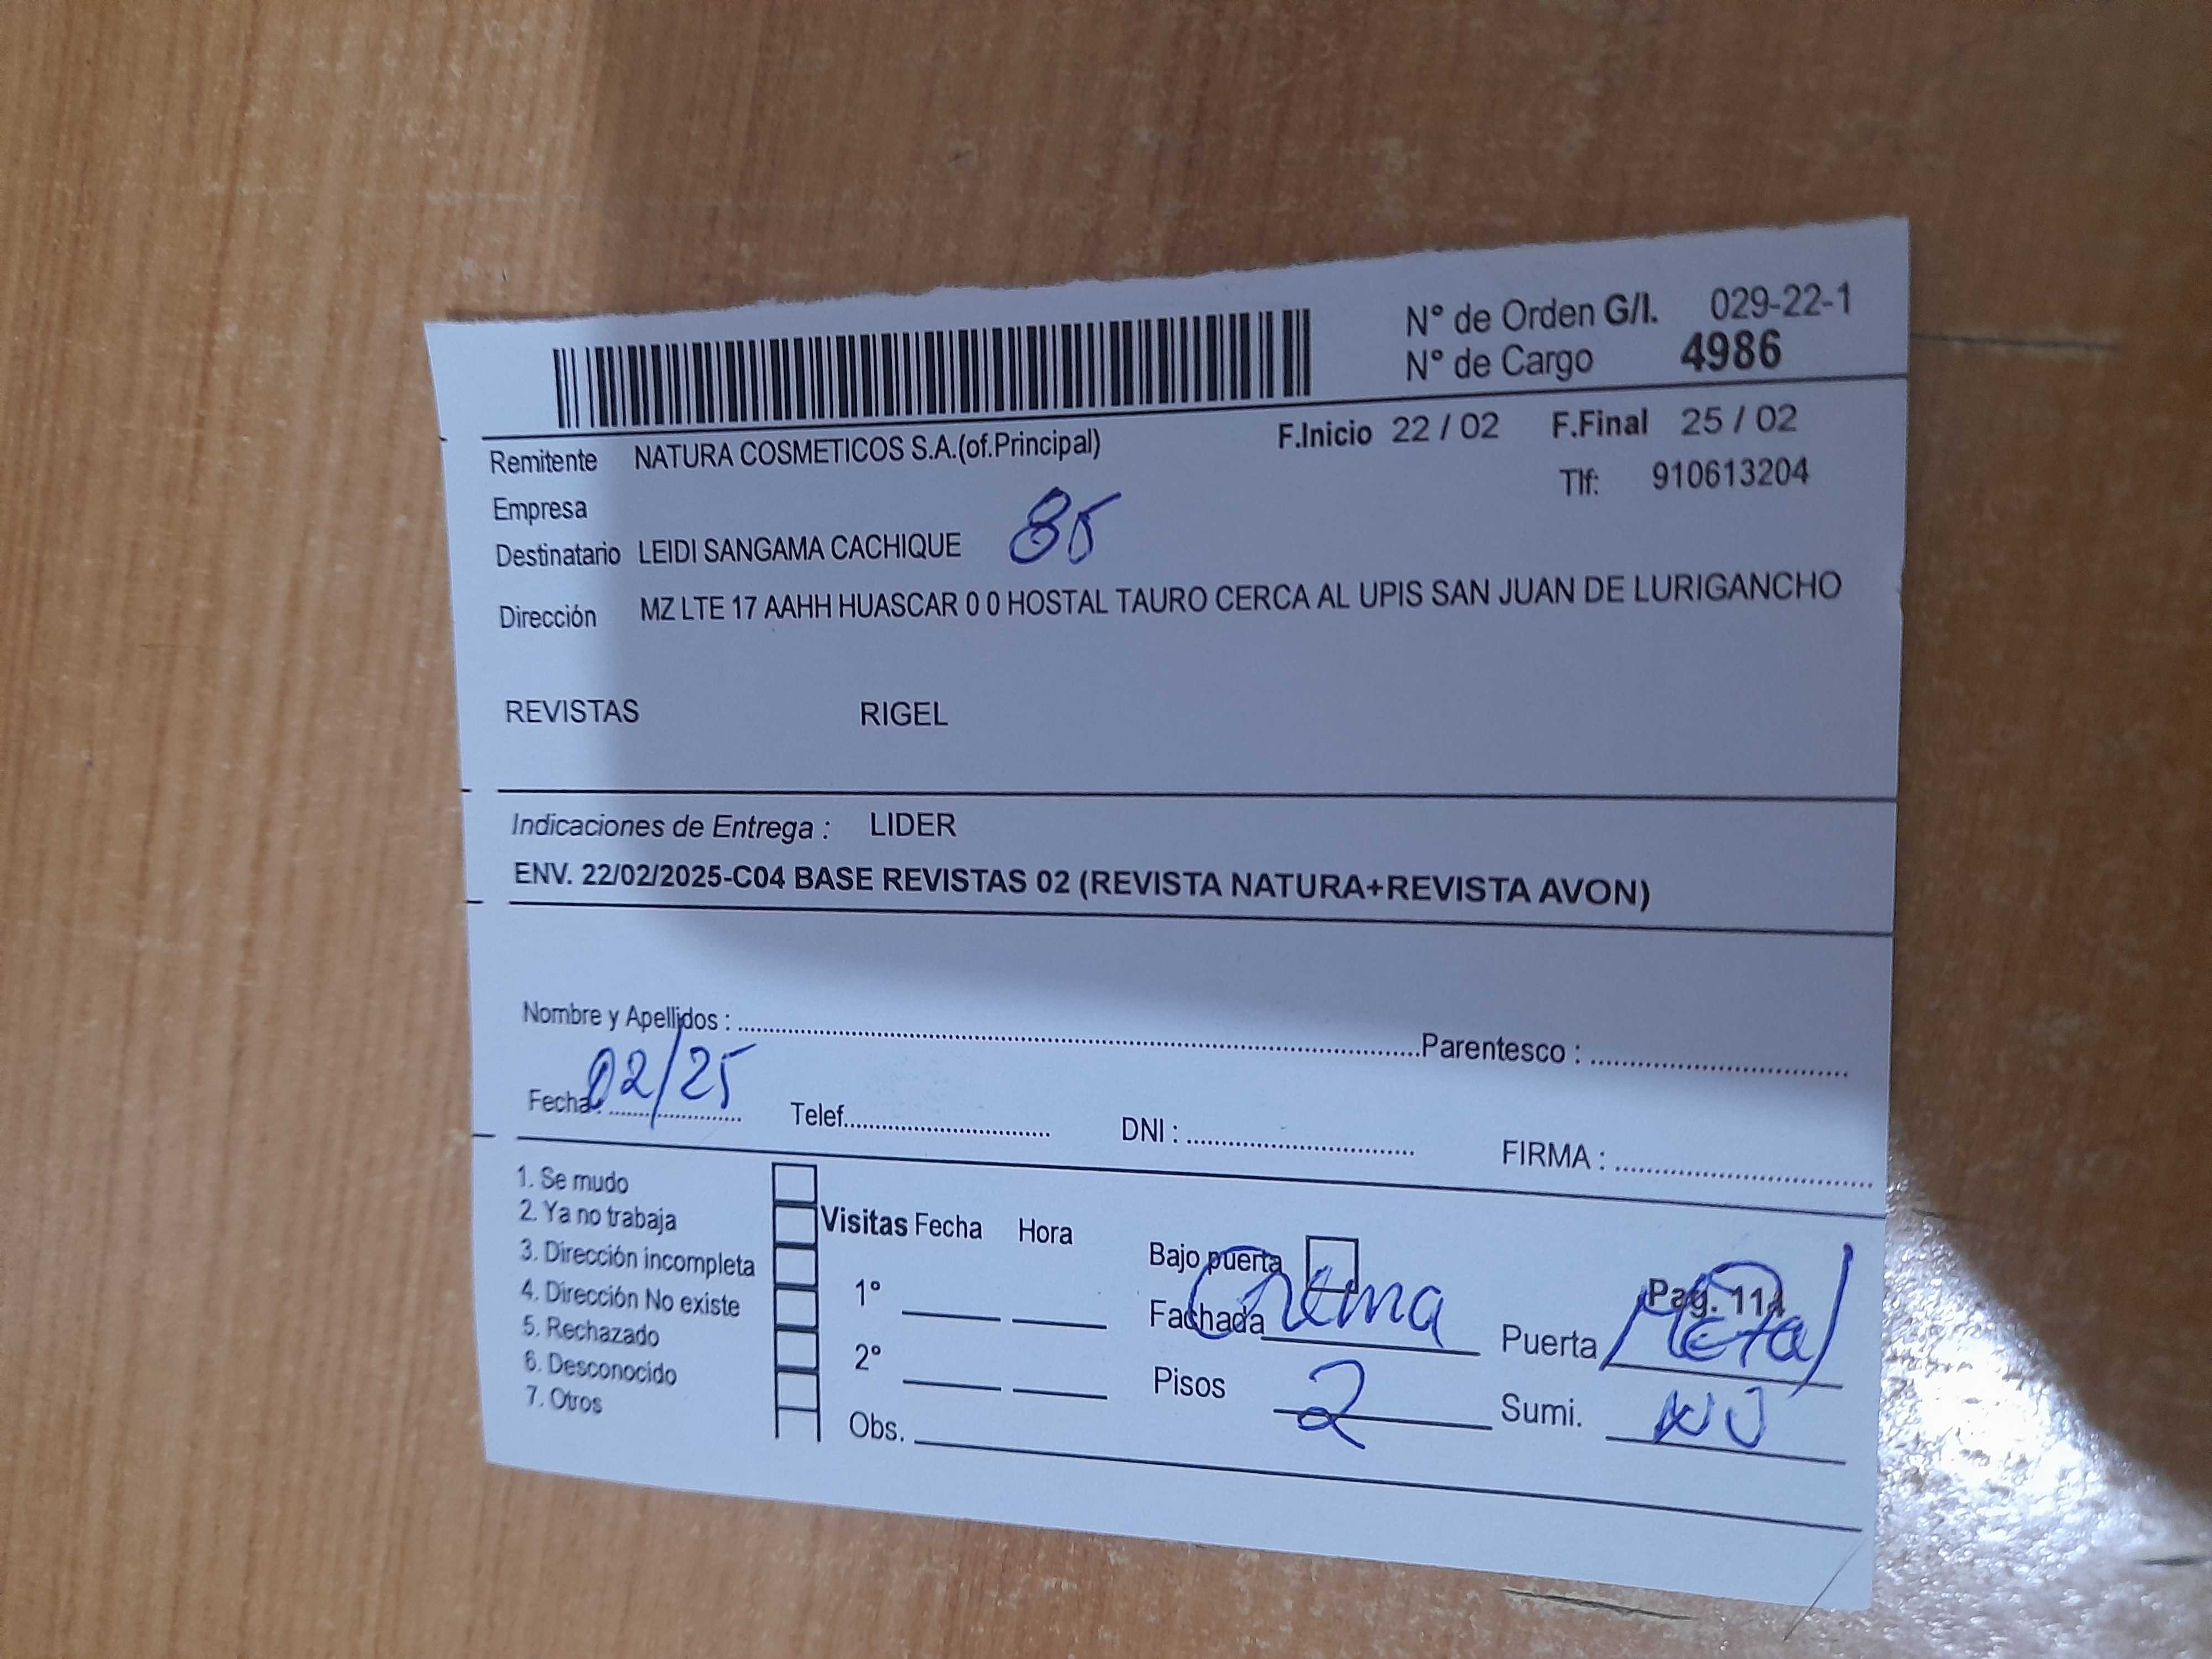 N° de Orden G/I. 029-22-1
N° de Cargo 4986
Remitente NATURA COSMETICOS S.A.(of.Principal) F.Inicio 22 / 02 F.Final 25 / 02
Empresa Tlf: 910613204
Destinatario LEIDI SANGAMA CACHIQUE 85
Dirección MZ LTE 17 AAHH HUASCAR 0 0 HOSTAL TAURO CERCA AL UPIS SAN JUAN DE LURIGANCHO
REVISTAS RIGEL
Indicaciones de Entrega : LIDER
ENV. 22/02/2025-C04 BASE REVISTAS 02 (REVISTA NATURA+REVISTA AVON)
Nombre y Apellidos : Parentesco :
Fecha: 02/25 Telef. DNI : FIRMA :
1. Se mudo
2. Ya no trabaja
3. Dirección incompleta
4. Dirección No existe
5. Rechazado
6. Desconocido
7. Otros
Visitas Fecha Hora
1°
2°
Obs.
Bajo puerta
Fachada Crema
Pisos 2
Pag. 114
Puerta Metal
Sumi.